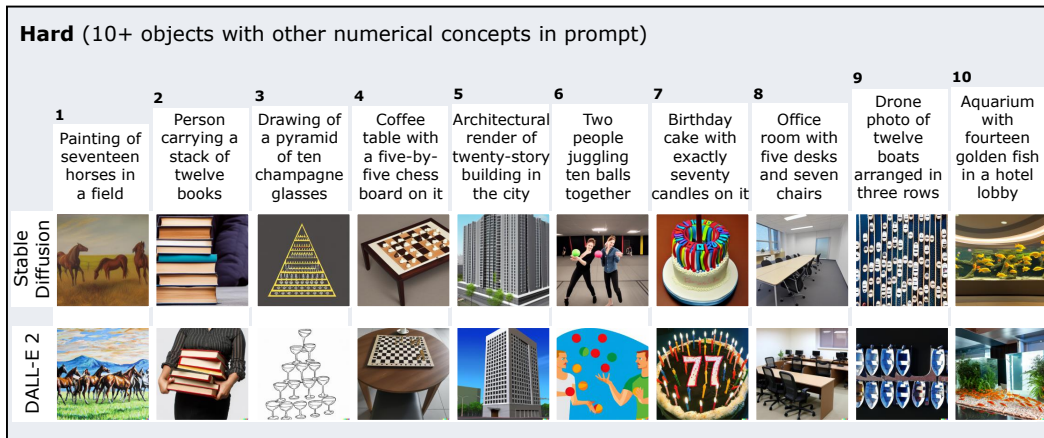 Hard (10+ objects with other numerical concepts in prompt)
1
Painting of
seventeen
horses in
a field
2
Person
carrying a
stack of
twelve
books
3
Drawing of
a pyramid
of ten
champagne
glasses
4
Coffee
table with
a five-by-
five chess
board on it
5
Architectural
render of
twenty-story
building in
the city
6
Two
people
juggling
ten balls
together
7
Birthday
cake with
exactly
seventy
candles on it
8
Office
room with
five desks
and seven
chairs
9
Drone
photo of
twelve
boats
arranged in
three rows
10
Aquarium
with
fourteen
golden fish
in a hotel
lobby
Stable
Diffusion
DALL-E 2
77